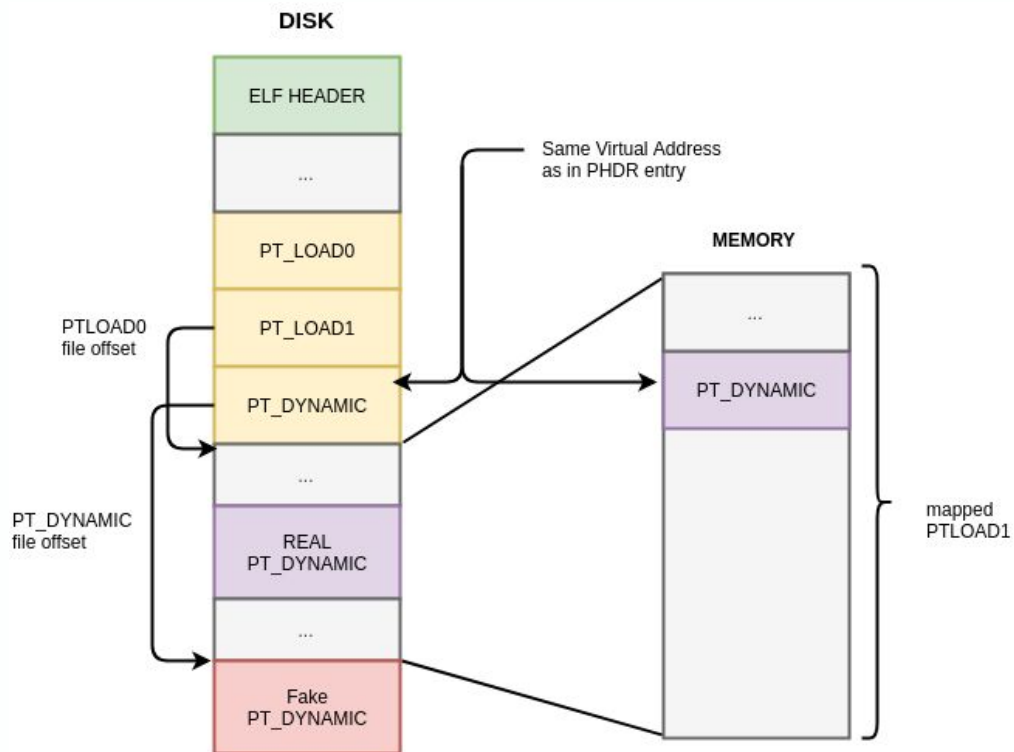 DISK
ELF HEADER
...
Same Virtual Address
as in PHDR entry
PT_LOAD0
MEMORY
PTLOAD0
file offset
PT_LOAD1
...
PT_DYNAMIC
PT_DYNAMIC
...
PT_DYNAMIC
file offset
REAL
PT_DYNAMIC
mapped
PTLOAD1
...
Fake
PT_DYNAMIC